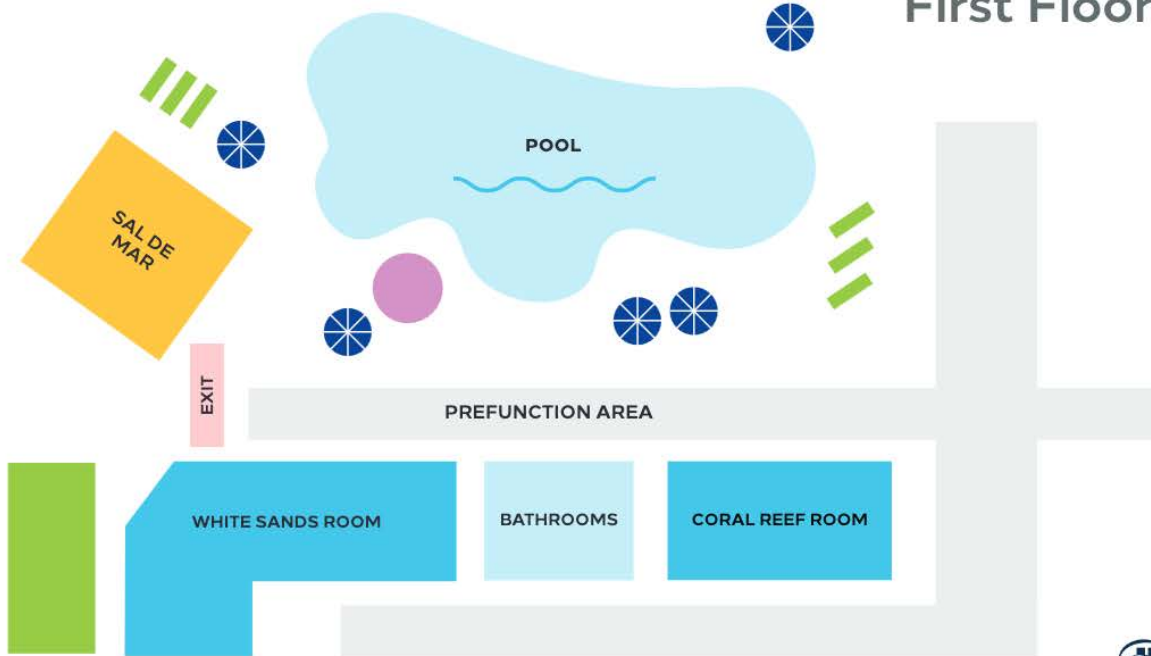 First Floor
POOL
SAL DE
MAR
EXIT
PREFUNCTION AREA
WHITE SANDS ROOM
BATHROOMS
CORAL REEF ROOM